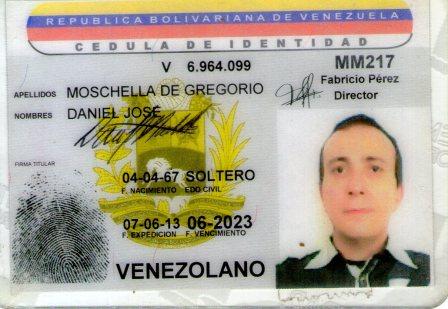 REPUBLICA BOLIVARIANA DE VENEZUELA
CEDULA DE IDENTIDAD
V 6.964.099
MM217
Fabricio Pérez
Director
APELLIDOS MOSCHELLA DE GREGORIO
NOMBRES DANIEL JOSÉ
FIRMA TITULAR
04-04-67 SOLTERO
F. NACIMIENTO EDO CIVIL
07-06-13 06-2023
F. EXPEDICION F. VENCIMIENTO
VENEZOLANO